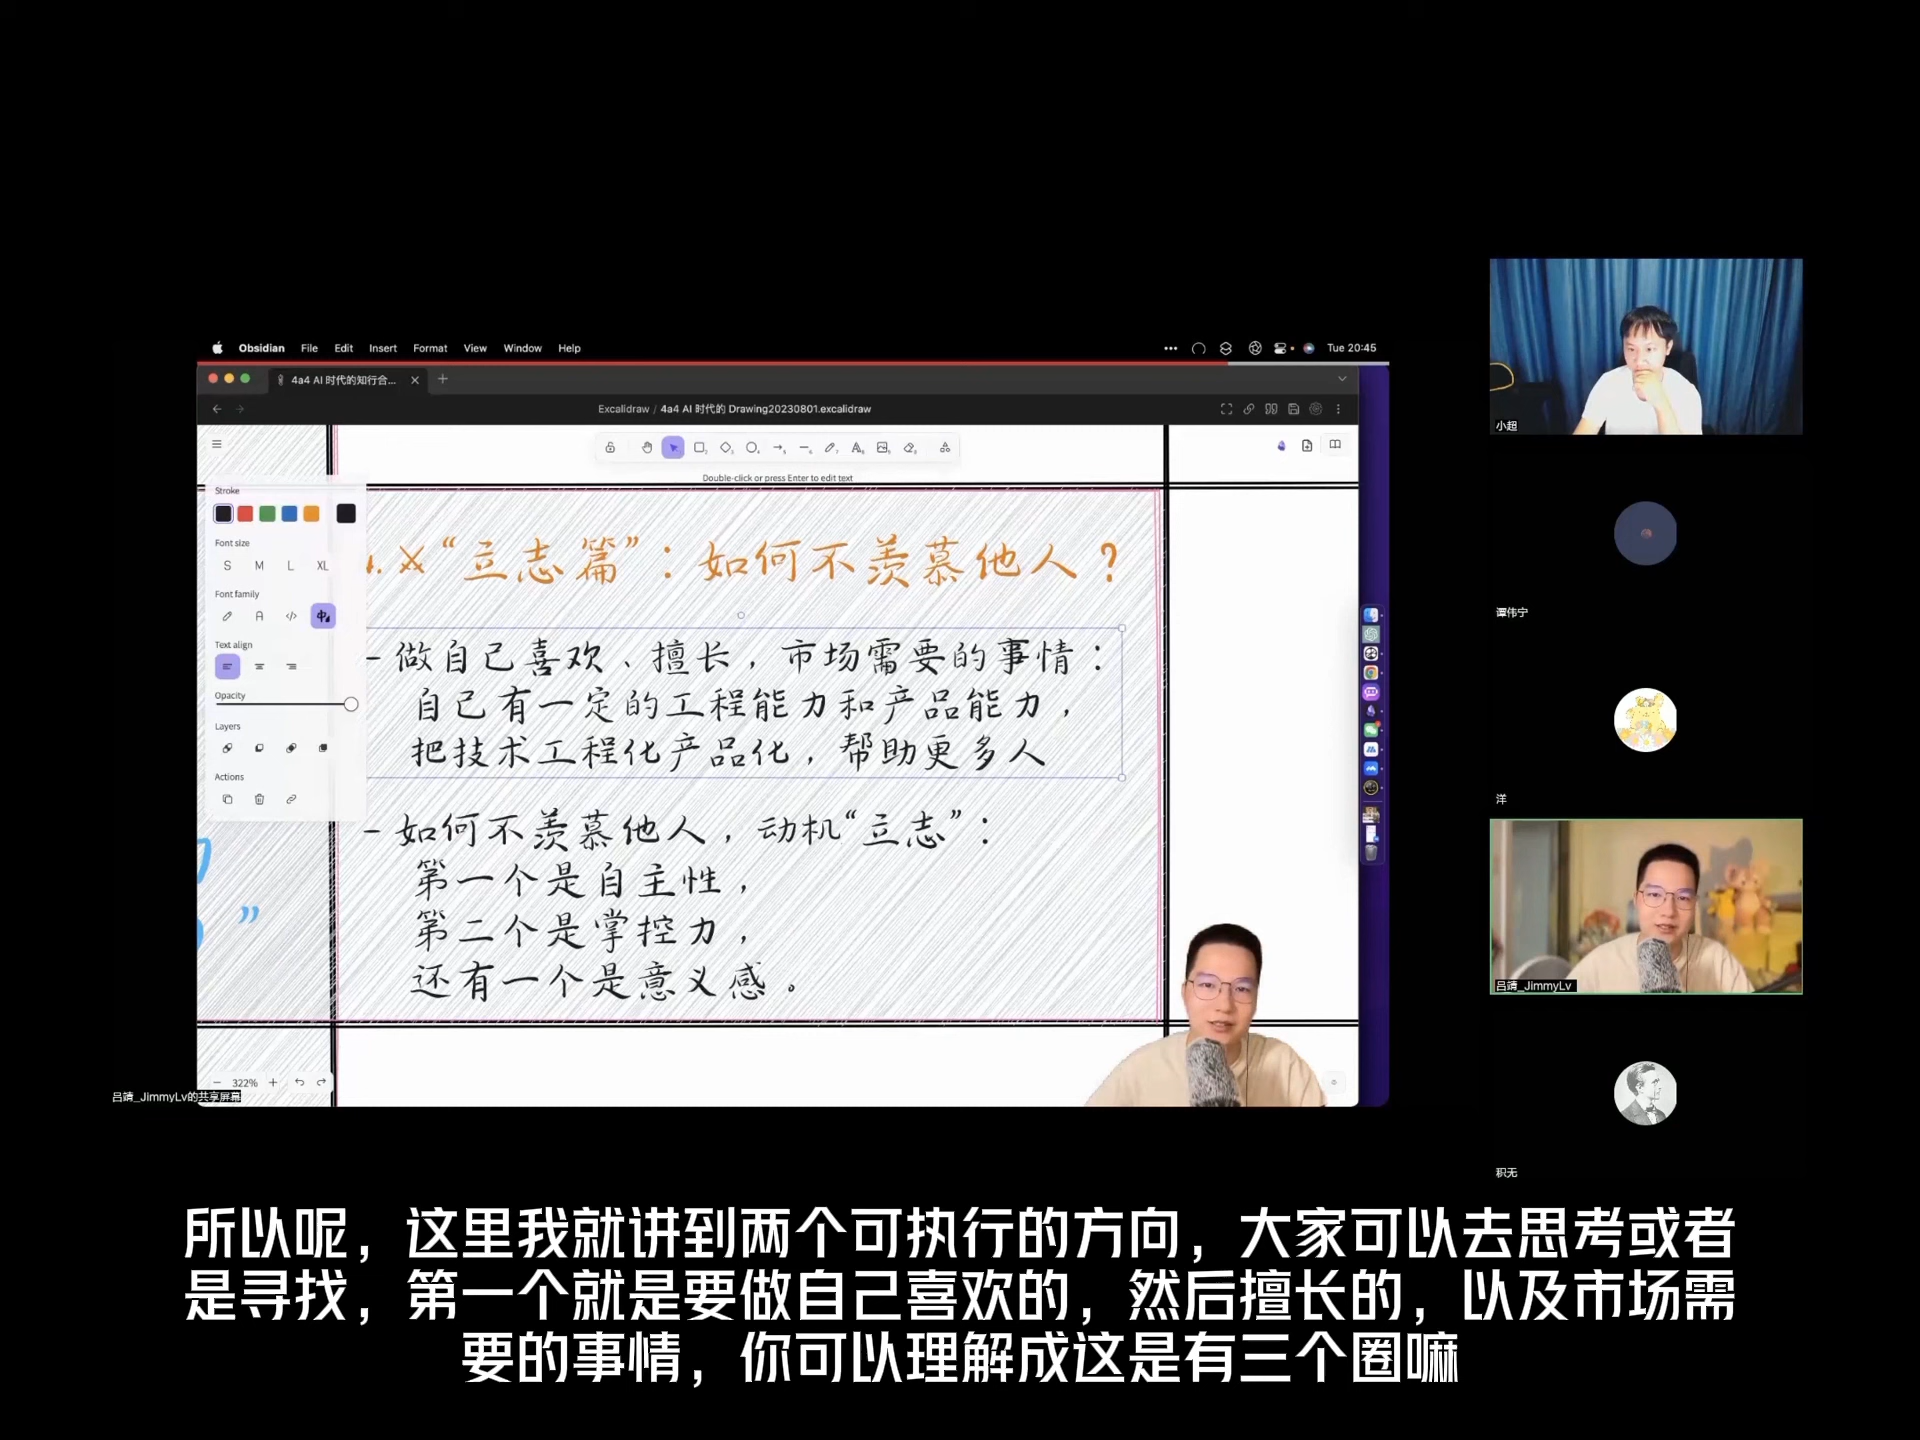 Obsidian File Edit Insert Format View Window Help
Tue 20:45
4a4 AI 时代的知行合...
Excalidraw / 4a4 AI 时代的 Drawing20230801.excalidraw
Double-click or press Enter to edit text
Stroke
Font size
S M L XL
Font family
Text align
Opacity
Layers
Actions
“立志篇”：如何不羡慕他人？
- 做自己喜欢、擅长，市场需要的事情：
自己有一定的工程能力和产品能力，
把技术工程化产品化，帮助更多人
- 如何不羡慕他人，动机“立志”：
第一个是自主性，
第二个是掌控力，
还有一个是意义感。
”
322%
吕靖_JimmyLv的共享屏幕
小超
谭伟宁
洋
吕靖_JimmyLv
积无
所以呢，这里我就讲到两个可执行的方向，大家可以去思考或者
是寻找，第一个就是要做自己喜欢的，然后擅长的，以及市场需
要的事情，你可以理解成这是有三个圈嘛